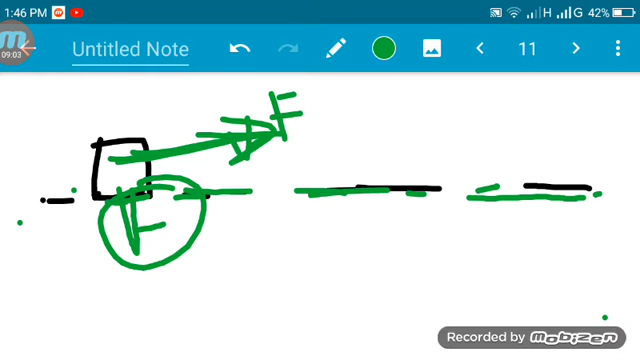 1:46 PM H G 42%
09:03 Untitled Note 11
F
F
Recorded by mobizen